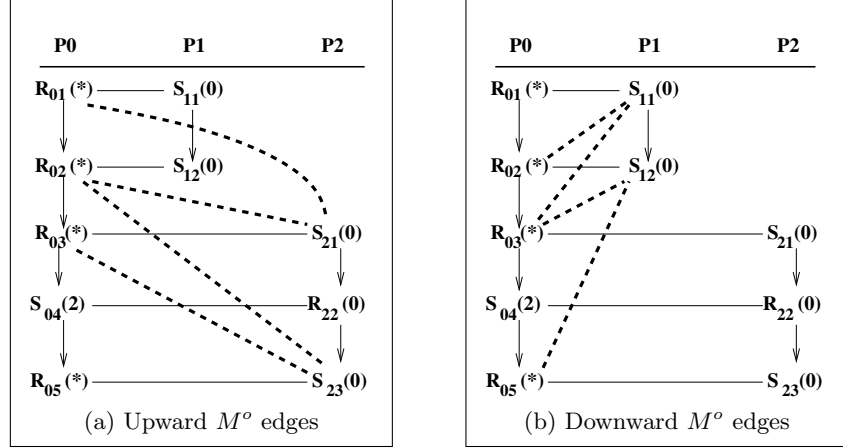 P0 P1 P2
R01(*) S11(0)
R02(*) S12(0)
R03(*) S21(0)
S04(2) R22(0)
R05(*) S23(0)
(a) Upward M^o edges
P0 P1 P2
R01(*) S11(0)
R02(*) S12(0)
R03(*) S21(0)
S04(2) R22(0)
R05(*) S23(0)
(b) Downward M^o edges